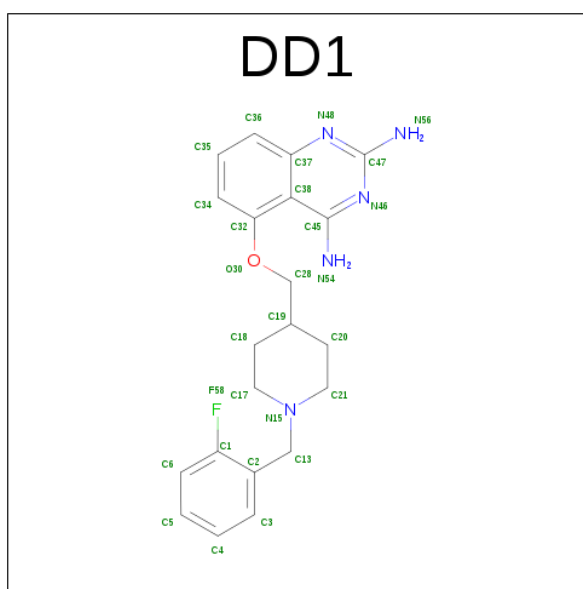 DD1
C36 N48 N56
NH₂
C35 C37 N C47
C38 N N46
C34
C32 C45
O30 O NH₂
N54
C28
C19
C18 C20
F58 C17 C21
F N
N15
C1
C6 C2 C13
C5 C3
C4